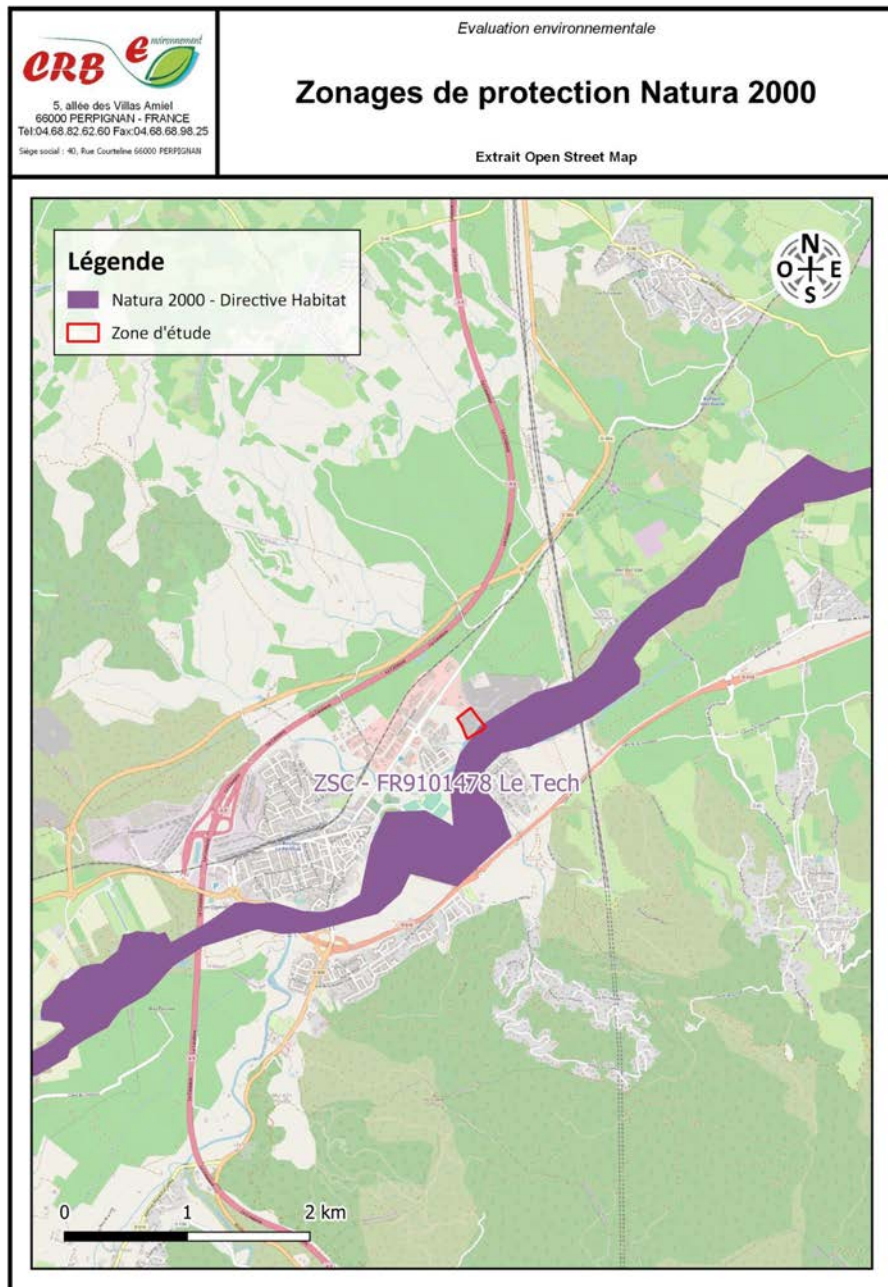 CRB environnement
5, allée des Villas Amiel
66000 PERPIGNAN - FRANCE
Tel:04.68.82.62.60 Fax:04.68.68.98.25
Siège social : 40, Rue Courteline 66000 PERPIGNAN
Evaluation environnementale
Zonages de protection Natura 2000
Extrait Open Street Map
Légende
Natura 2000 - Directive Habitat
Zone d'étude
N
O E
S
ZSC - FR9101478 Le Tech
0 1 2 km